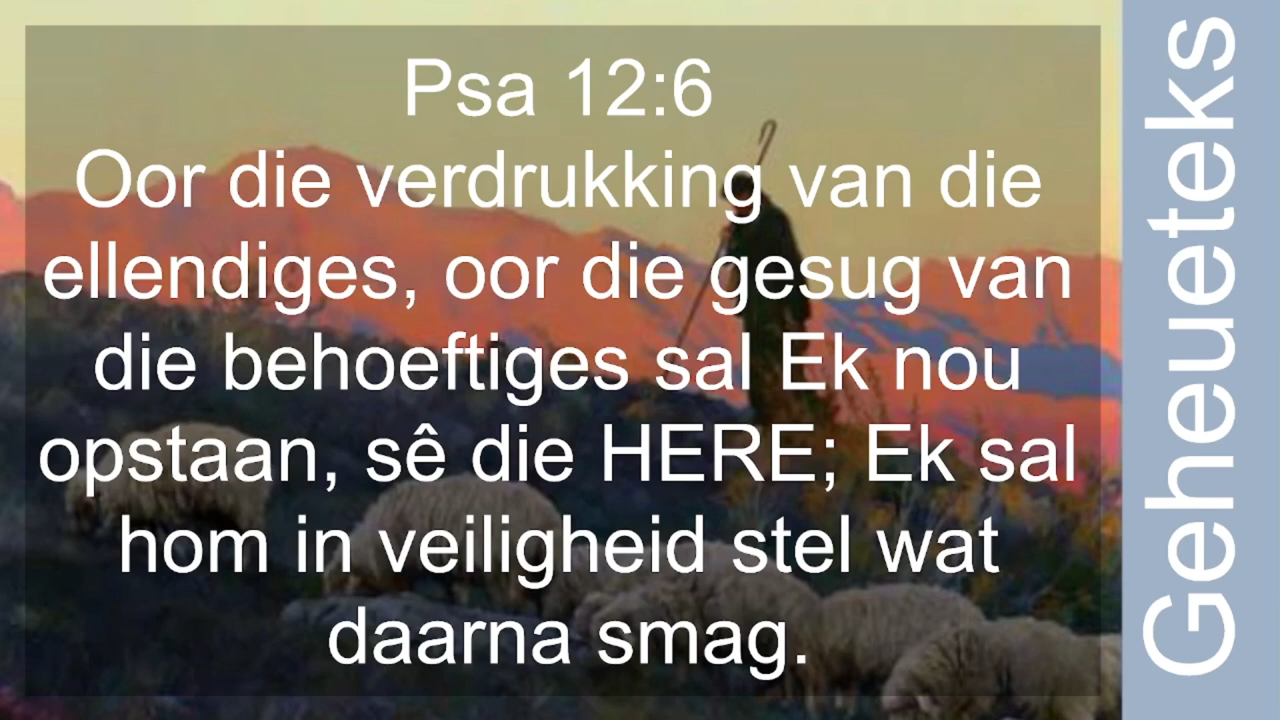 Psa 12:6
Oor die verdrukking van die
ellendiges, oor die gesug van
die behoeftiges sal Ek nou
opstaan, sê die HERE; Ek sal
hom in veiligheid stel wat
daarna smag.
Geheueteks